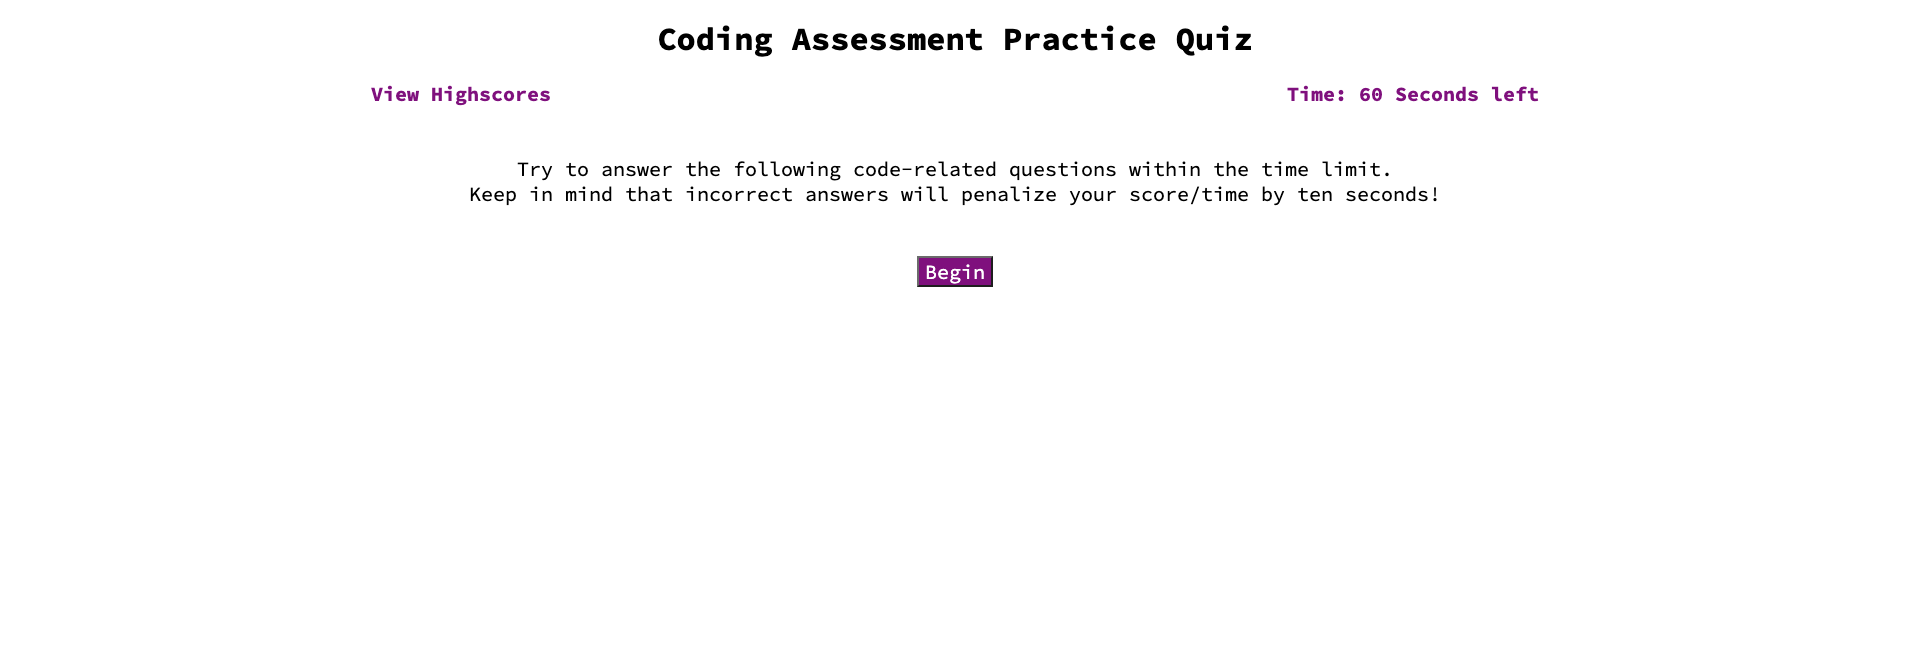 Coding Assessment Practice Quiz
View Highscores
Time: 60 Seconds left
Try to answer the following code-related questions within the time limit.
Keep in mind that incorrect answers will penalize your score/time by ten seconds!
Begin